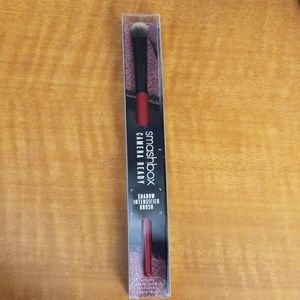 smashbox
CAMERA READY
SHADOW
INTENSIFIER
BRUSH